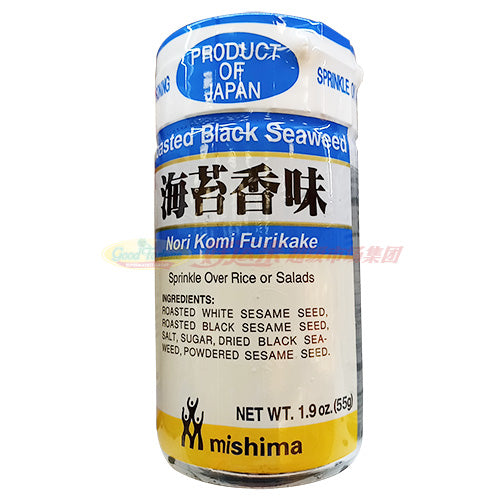 PRODUCT
OF
JAPAN
SPRINKLE
Black Seaweed
海苔香味
Nori Komi Furikake
Sprinkle Over Rice or Salads
INGREDIENTS:
ROASTED WHITE SESAME SEED,
ROASTED BLACK SESAME SEED,
SALT, SUGAR, DRIED BLACK SEA-
WEED, POWDERED SESAME SEED.
NET WT. 1.9 oz. (55g)
mishima